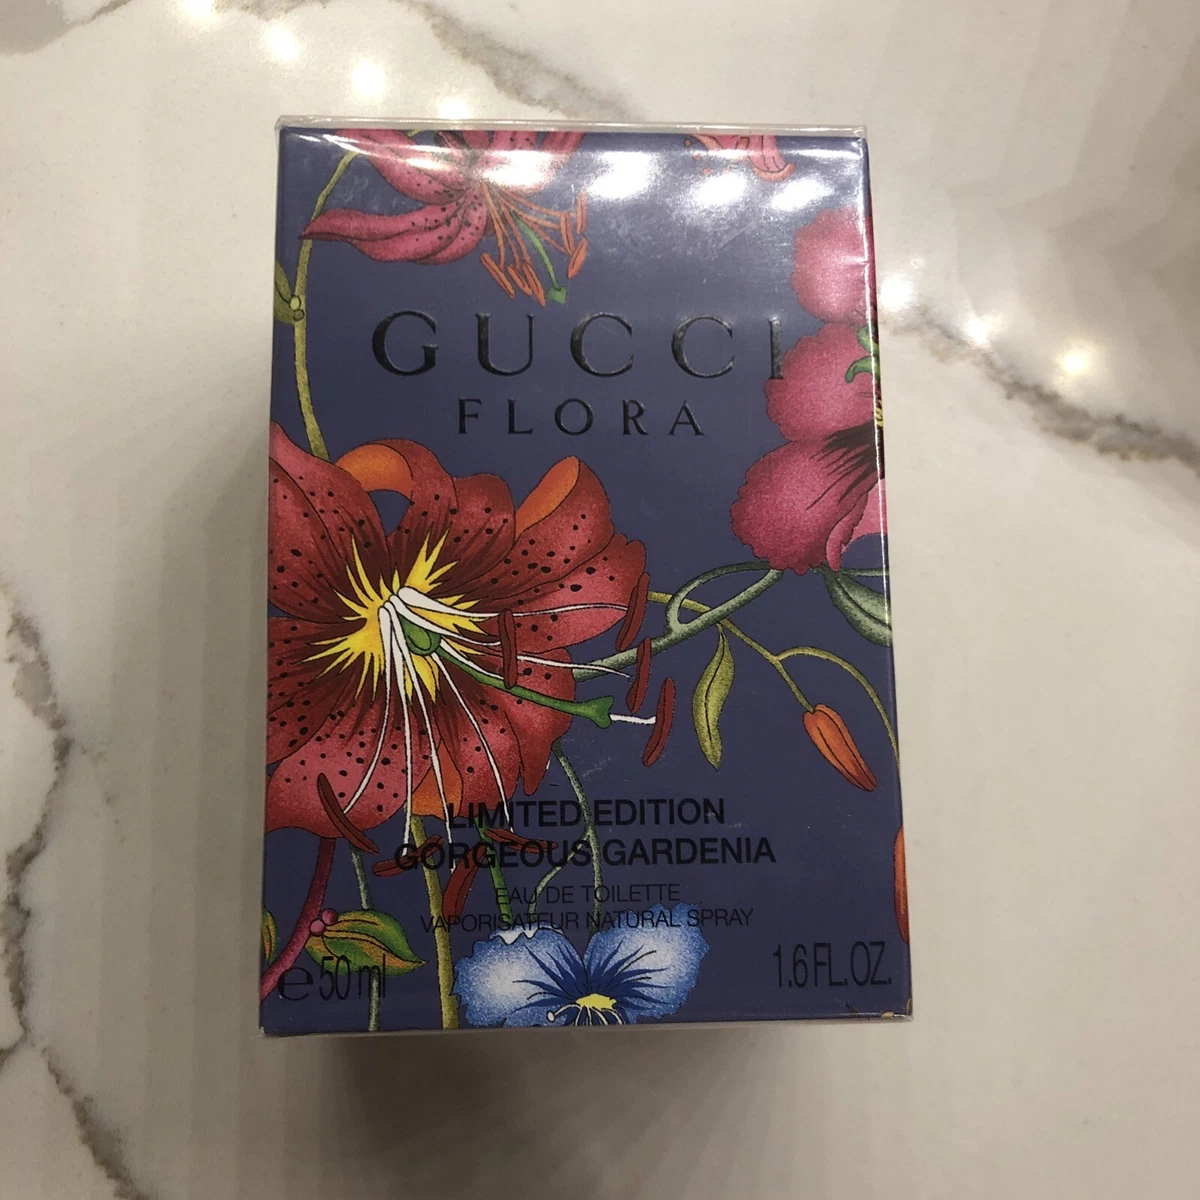 GUCCI
FLORA
LIMITED EDITION
GORGEOUS GARDENIA
EAU DE TOILETTE
VAPORISATEUR NATURAL SPRAY
℮50 ml 1.6 FL.OZ.